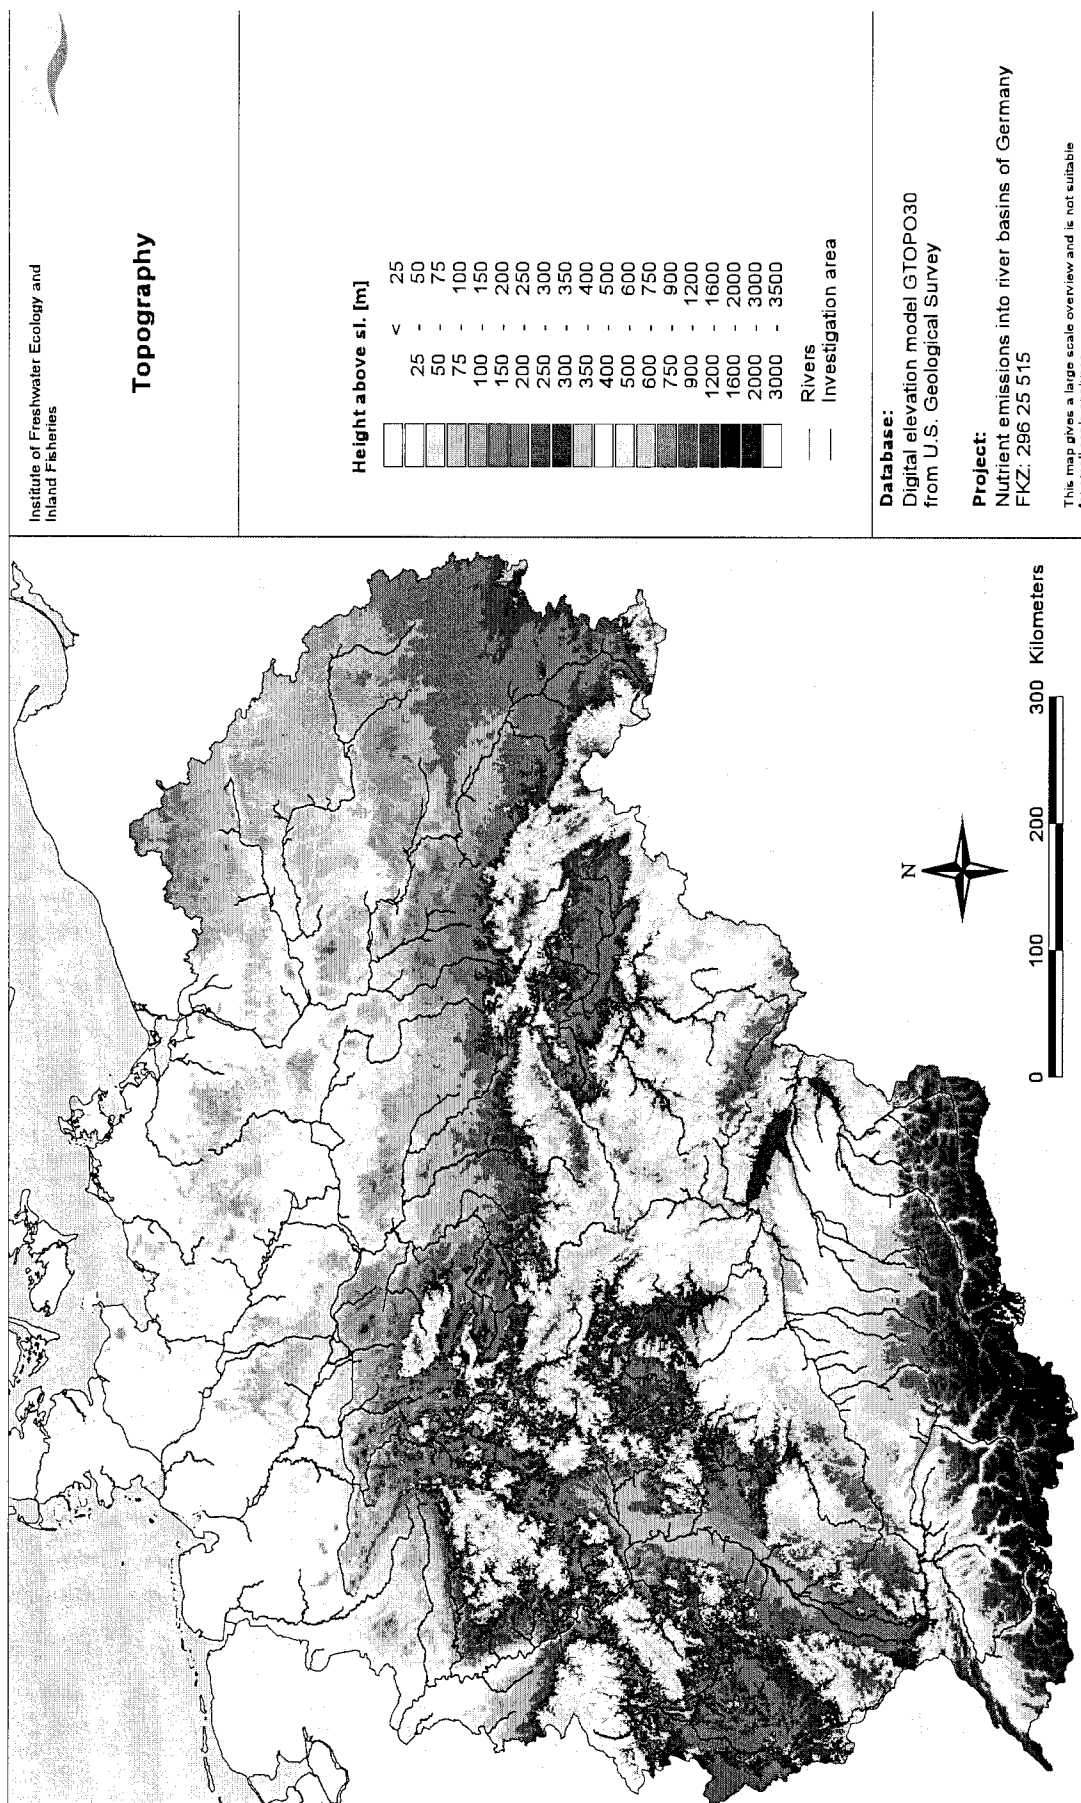 Institute of Freshwater Ecology and
Inland Fisheries
Topography
Height above sl. [m]
< 25
25 - 50
50 - 75
75 - 100
100 - 150
150 - 200
200 - 250
250 - 300
300 - 350
350 - 400
400 - 500
500 - 600
600 - 750
750 - 900
900 - 1200
1200 - 1600
1600 - 2000
2000 - 3000
3000 - 3500
Rivers
Investigation area
Database:
Digital elevation model GTOPO30
from U.S. Geological Survey
Project:
Nutrient emissions into river basins of Germany
FKZ: 296 25 515
This map gives a large scale overview and is not suitable
N
0 100 200 300 Kilometers